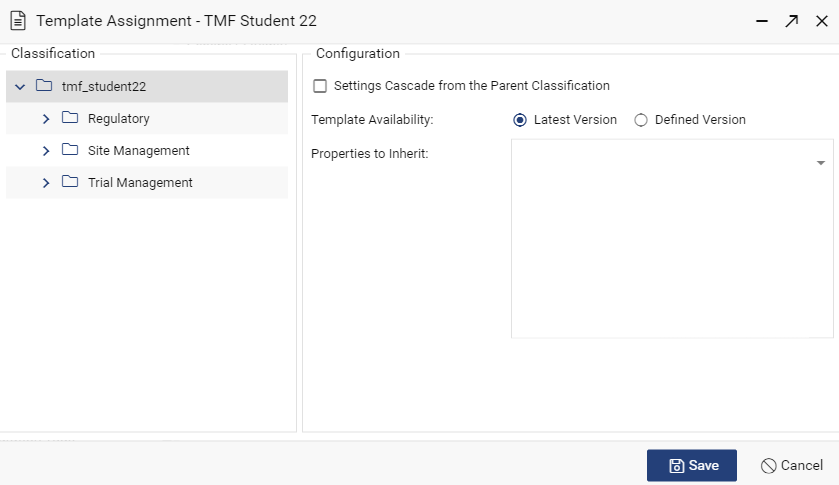 Template Assignment - TMF Student 22
Classification
tmf_student22
Regulatory
Site Management
Trial Management
Configuration
Settings Cascade from the Parent Classification
Template Availability: Latest Version Defined Version
Properties to Inherit:
Save Cancel